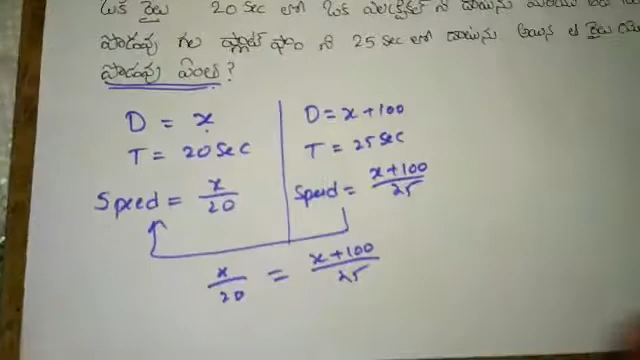 ఒక రైలు 20 sec లో ఒక
పొడవు గల ప్లాట్ ఫాం ని 25 sec లో దాటును అయిన ఆ రైలు
పొడవు ఎంత?
D = x
T = 20 Sec
Speed = x/20
D = x + 100
T = 25 sec
Speed = x+100/25
x/20 = x+100/25